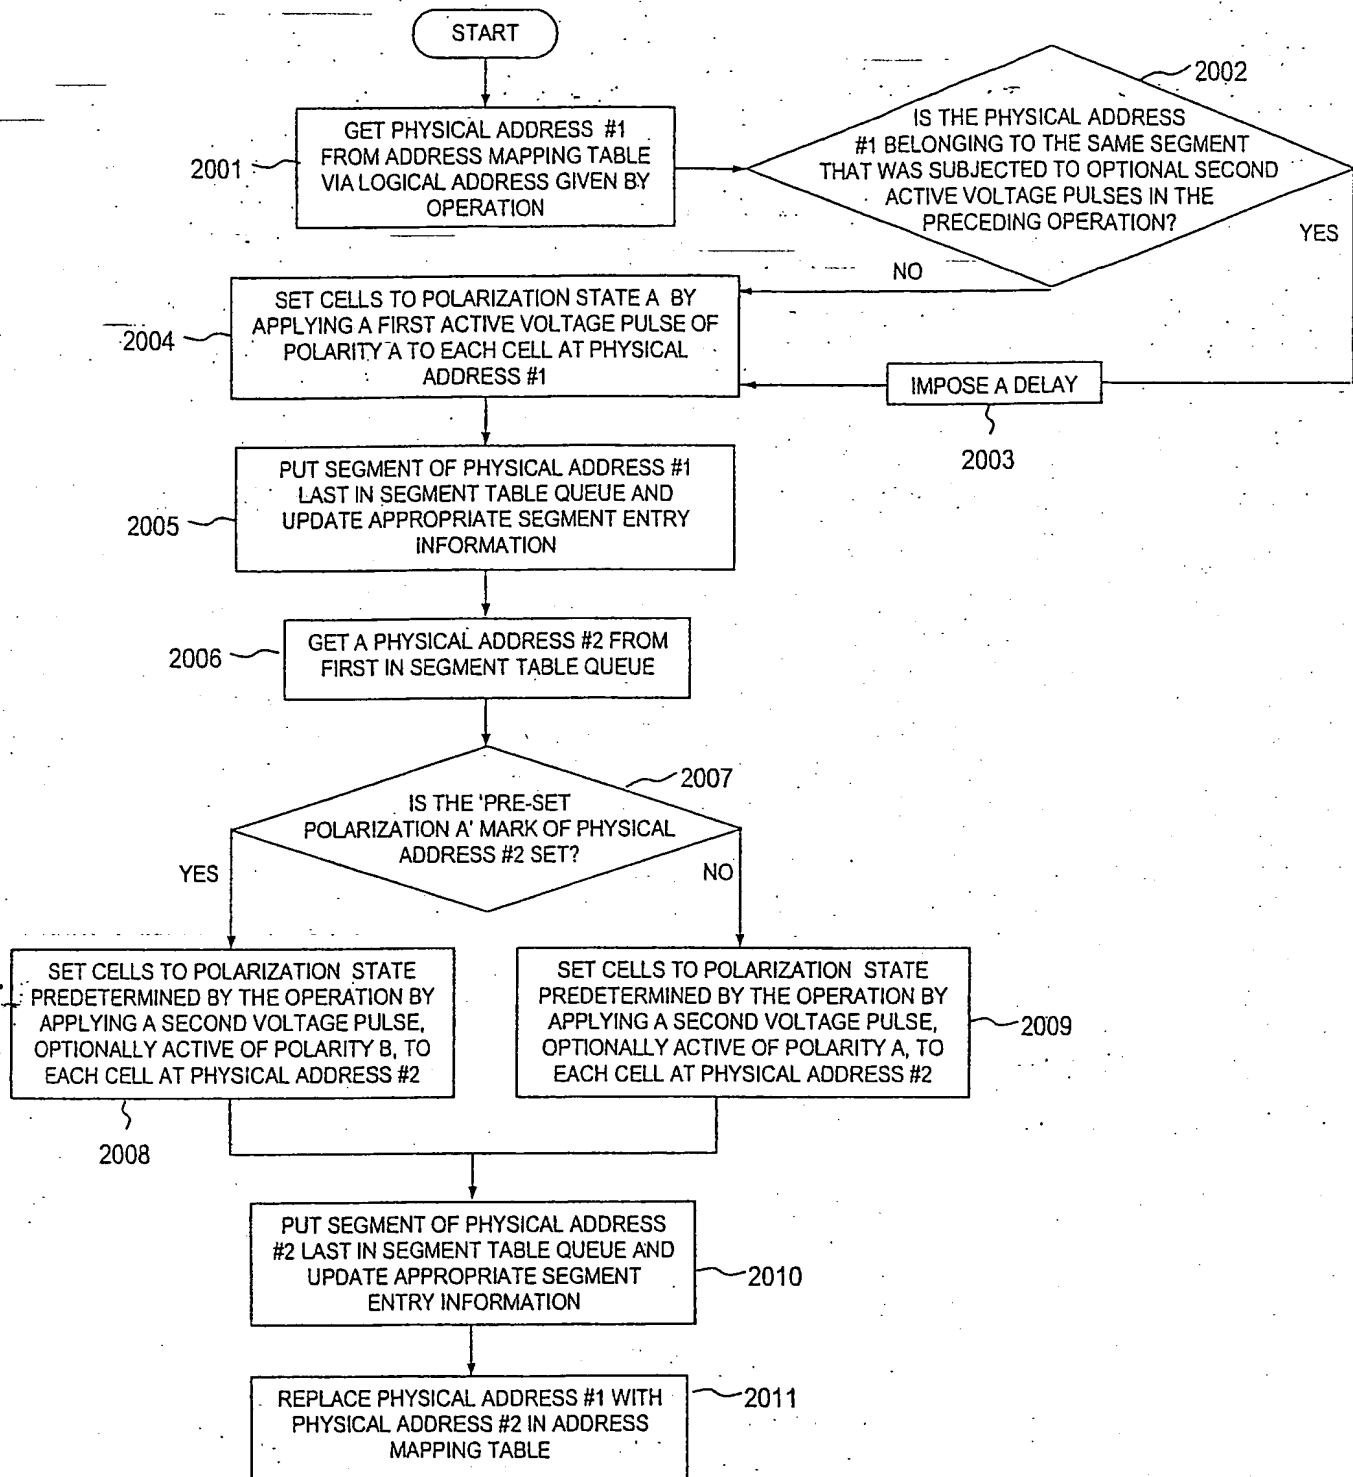 START
2001
GET PHYSICAL ADDRESS #1
FROM ADDRESS MAPPING TABLE
VIA LOGICAL ADDRESS GIVEN BY
OPERATION
2002
IS THE PHYSICAL ADDRESS
#1 BELONGING TO THE SAME SEGMENT
THAT WAS SUBJECTED TO OPTIONAL SECOND
ACTIVE VOLTAGE PULSES IN THE
PRECEDING OPERATION?
YES
NO
2004
SET CELLS TO POLARIZATION STATE A BY
APPLYING A FIRST ACTIVE VOLTAGE PULSE OF
POLARITY A TO EACH CELL AT PHYSICAL
ADDRESS #1
IMPOSE A DELAY
2003
2005
PUT SEGMENT OF PHYSICAL ADDRESS #1
LAST IN SEGMENT TABLE QUEUE AND
UPDATE APPROPRIATE SEGMENT ENTRY
INFORMATION
2006
GET A PHYSICAL ADDRESS #2 FROM
FIRST IN SEGMENT TABLE QUEUE
2007
IS THE 'PRE-SET
POLARIZATION A' MARK OF PHYSICAL
ADDRESS #2 SET?
YES
NO
SET CELLS TO POLARIZATION STATE
PREDETERMINED BY THE OPERATION BY
APPLYING A SECOND VOLTAGE PULSE,
OPTIONALLY ACTIVE OF POLARITY B, TO
EACH CELL AT PHYSICAL ADDRESS #2
2008
SET CELLS TO POLARIZATION STATE
PREDETERMINED BY THE OPERATION BY
APPLYING A SECOND VOLTAGE PULSE,
OPTIONALLY ACTIVE OF POLARITY A, TO
EACH CELL AT PHYSICAL ADDRESS #2
2009
PUT SEGMENT OF PHYSICAL ADDRESS
#2 LAST IN SEGMENT TABLE QUEUE AND
UPDATE APPROPRIATE SEGMENT
ENTRY INFORMATION
2010
REPLACE PHYSICAL ADDRESS #1 WITH
PHYSICAL ADDRESS #2 IN ADDRESS
MAPPING TABLE
2011